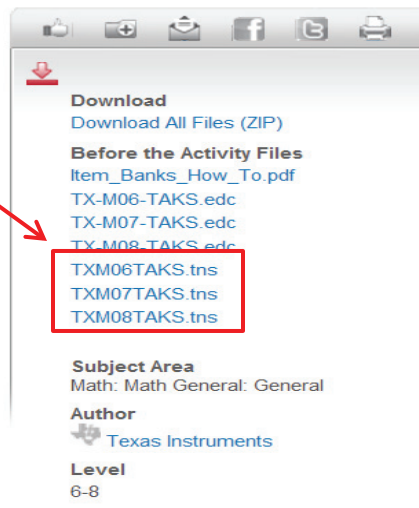 Download
Download All Files (ZIP)
Before the Activity Files
Item_Banks_How_To.pdf
TX-M06-TAKS.edc
TX-M07-TAKS.edc
TX-M08-TAKS.edc
TXM06TAKS.tns
TXM07TAKS.tns
TXM08TAKS.tns
Subject Area
Math: Math General: General
Author
Texas Instruments
Level
6-8